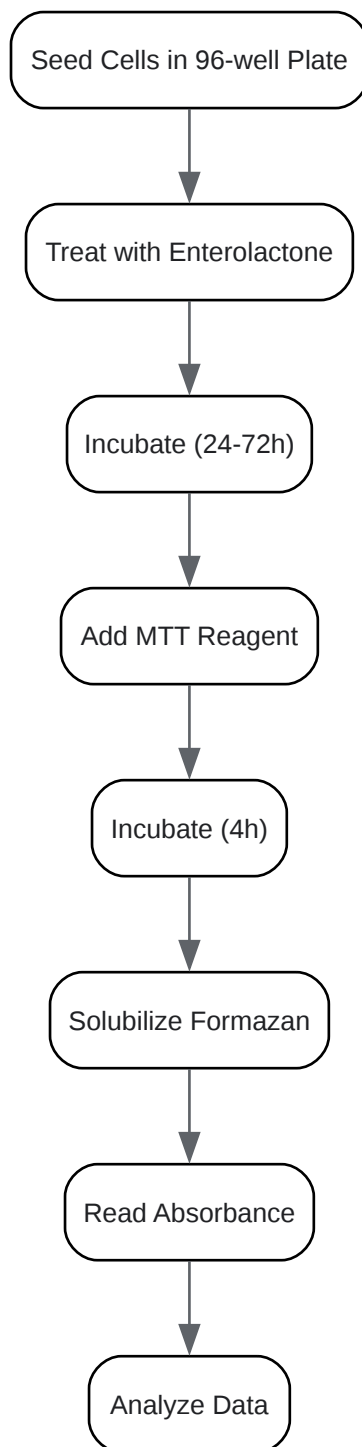 Seed Cells in 96-well Plate
Treat with Enterolactone
Incubate (24-72h)
Add MTT Reagent
Incubate (4h)
Solubilize Formazan
Read Absorbance
Analyze Data